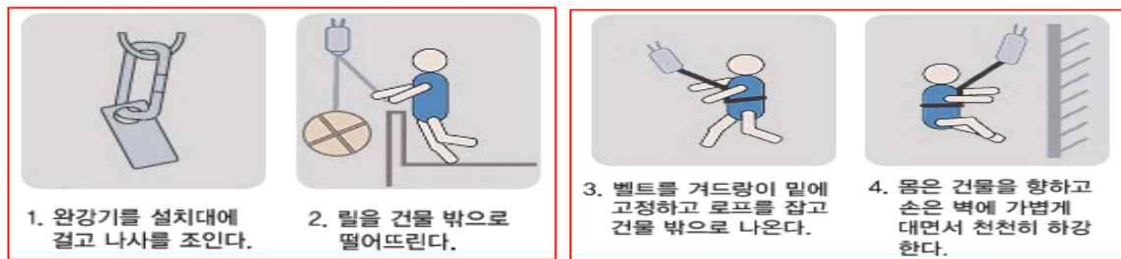 1. 완강기를 설치대에
걸고 나사를 조인다.
2. 릴을 건물 밖으로
떨어뜨린다.
3. 벨트를 겨드랑이 밑에
고정하고 로프를 잡고
건물 밖으로 나온다.
4. 몸은 건물을 향하고
손은 벽에 가볍게
대면서 천천히 하강
한다.